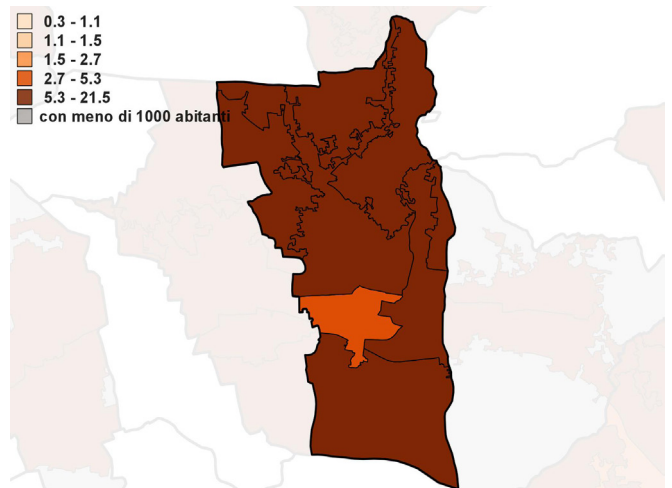 0.3 - 1.1
1.1 - 1.5
1.5 - 2.7
2.7 - 5.3
5.3 - 21.5
con meno di 1000 abitanti